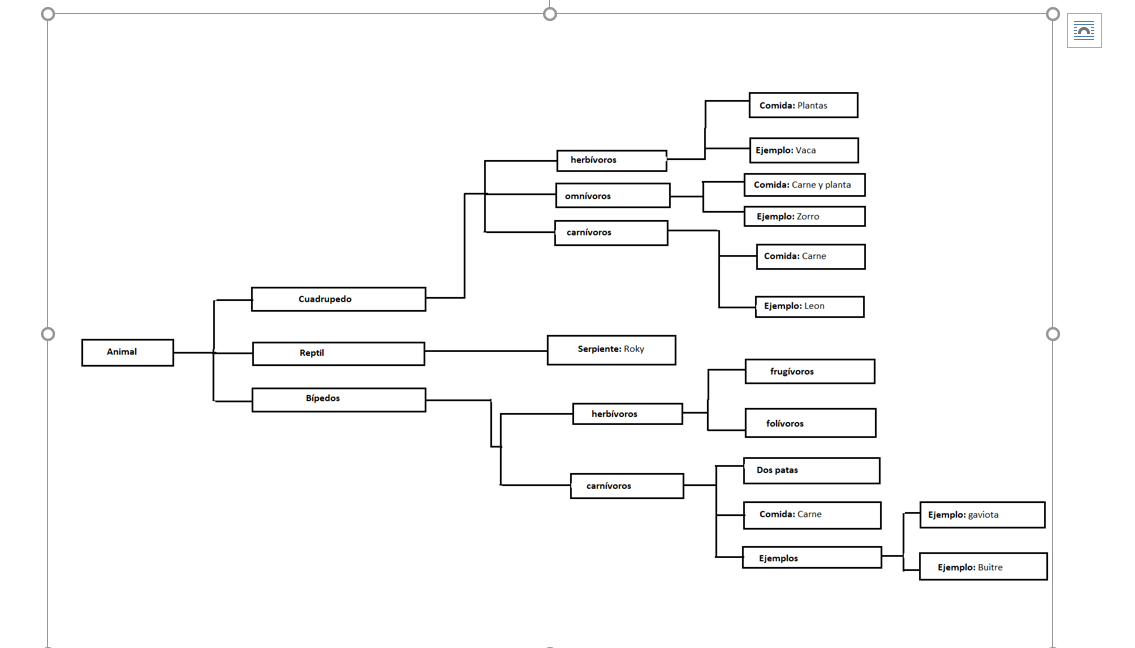 Comida: Plantas
Ejemplo: Vaca
herbívoros
Comida: Carne y planta
omnívoros
Ejemplo: Zorro
carnívoros
Comida: Carne
Ejemplo: Leon
Cuadrupedo
Animal
Reptil
Serpiente: Roky
Bípedos
frugívoros
herbívoros
folívoros
Dos patas
carnívoros
Comida: Carne
Ejemplo: gaviota
Ejemplos
Ejemplo: Buitre